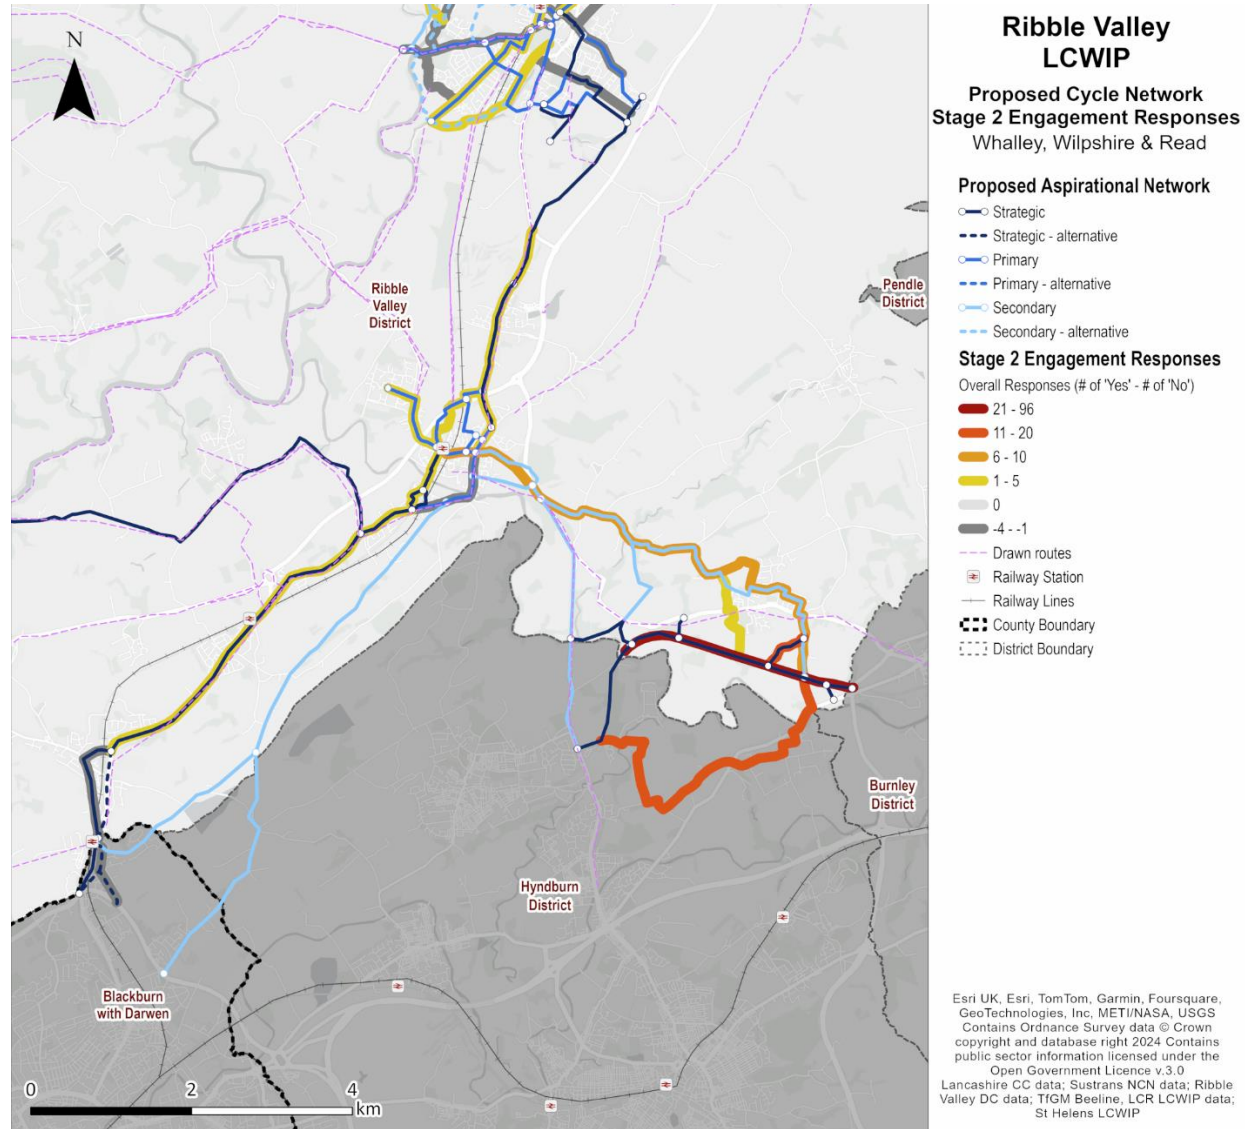 N
Ribble
Valley
District
Pendle
District
Burnley
District
Hyndburn
District
Blackburn
with Darwen
0
2
4
km
Ribble Valley
LCWIP
Proposed Cycle Network
Stage 2 Engagement Responses
Whalley, Wilpshire & Read
Proposed Aspirational Network
Strategic
Strategic - alternative
Primary
Primary - alternative
Secondary
Secondary - alternative
Stage 2 Engagement Responses
Overall Responses (# of 'Yes' - # of 'No')
21 - 96
11 - 20
6 - 10
1 - 5
0
-4 - -1
Drawn routes
Railway Station
Railway Lines
County Boundary
District Boundary
Esri UK, Esri, TomTom, Garmin, Foursquare,
GeoTechnologies, Inc, METI/NASA, USGS
Contains Ordnance Survey data © Crown
copyright and database right 2024 Contains
public sector information licensed under the
Open Government Licence v.3.0
Lancashire CC data; Sustrans NCN data; Ribble
Valley DC data; TfGM Beeline, LCR LCWIP data;
St Helens LCWIP